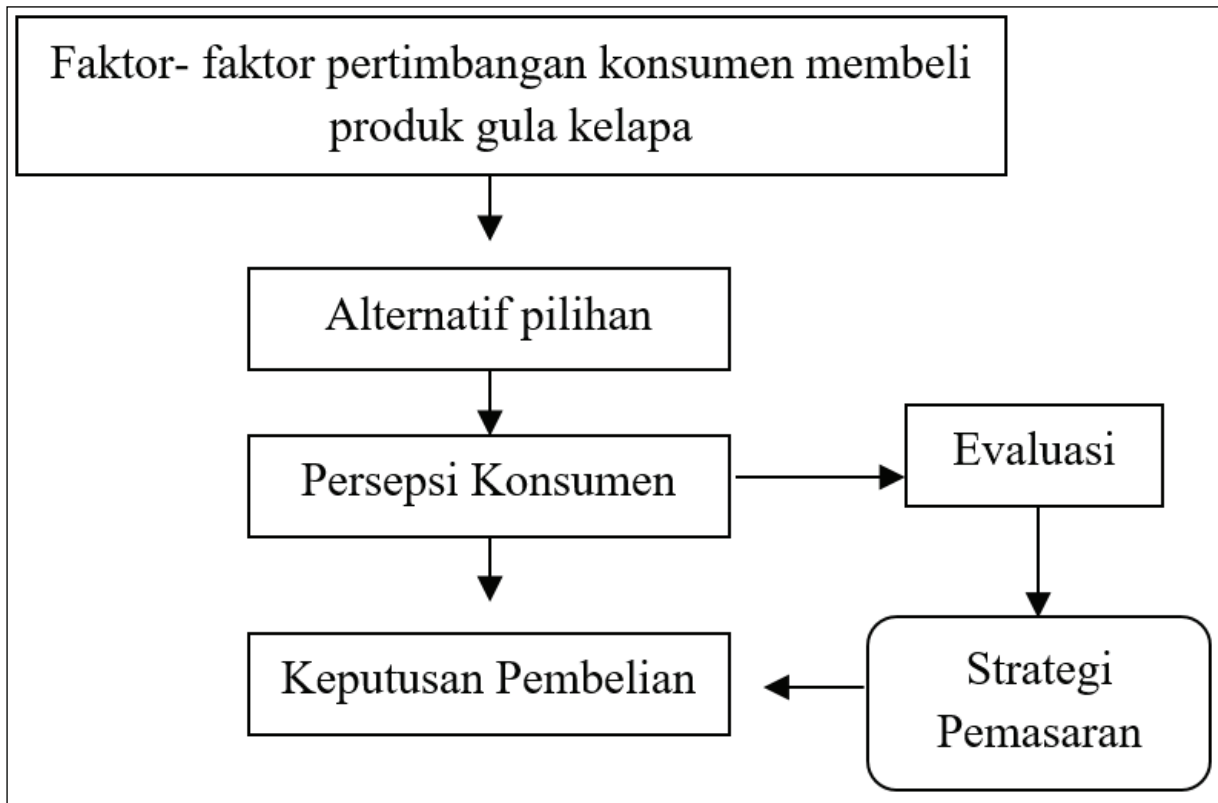 Faktor- faktor pertimbangan konsumen membeli
produk gula kelapa
Alternatif pilihan
Persepsi Konsumen
Evaluasi
Keputusan Pembelian
Strategi
Pemasaran